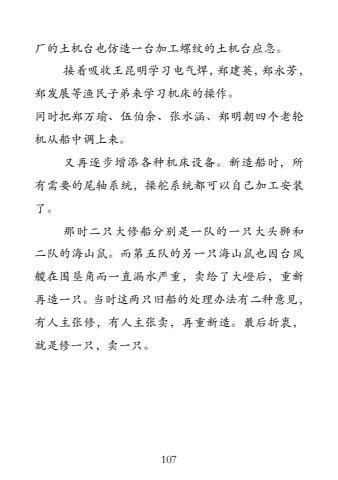 厂的土机台也仿造一台加工螺纹的土机台应急。
接着吸收王昆明学习电气焊，郑建英，郑永芳，
郑发展等渔民子弟来学习机床的操作。
同时把郑万瑜、伍伯余、张水涵、郑明朝四个老轮
机从船中调上来。
又再逐步增添各种机床设备。新造船时，所
有需要的尾轴系统，操舵系统都可以自己加工安装
了。
那时二只大修船分别是一队的一只大头狮和
二队的海山鼠。而第五队的另一只海山鼠也因台风
艘在围垦角而一直漏水严重，卖给了大嶝后，重新
再造一只。当时这两只旧船的处理办法有二种意见，
有人主张修，有人主张卖，再重新造。最后折衷，
就是修一只，卖一只。
107